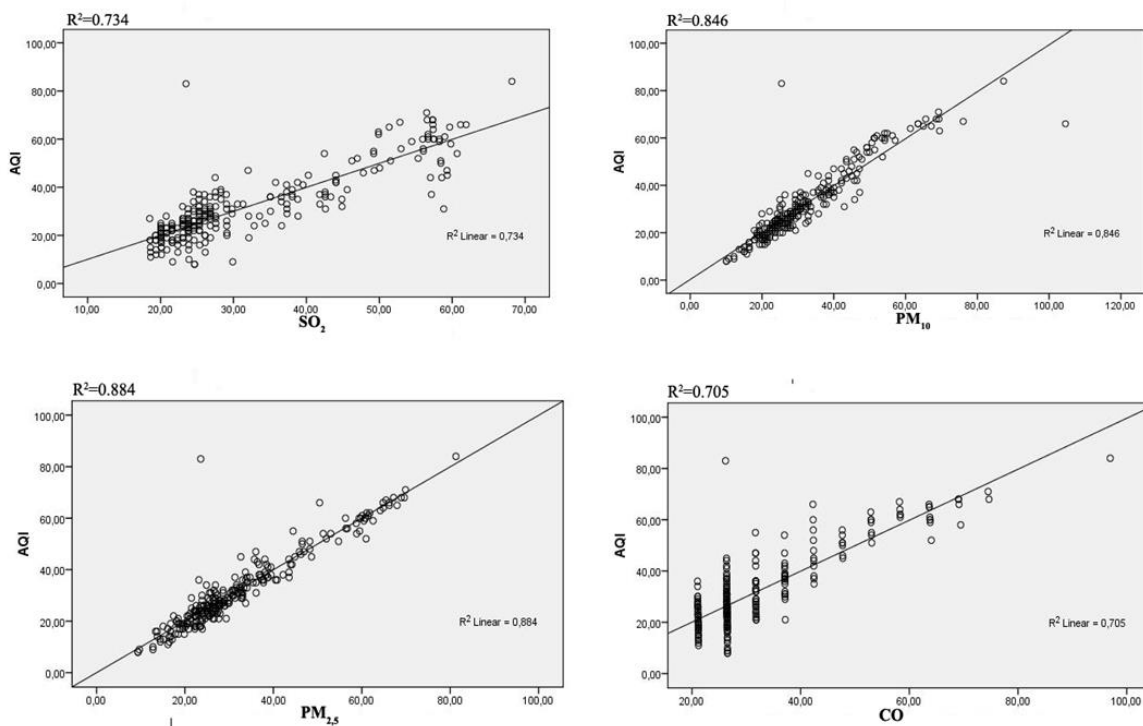 R²=0.734
100,00
80,00
60,00
40,00
20,00
0,00
AQI
R² Linear = 0,734
10,00 20,00 30,00 40,00 50,00 60,00 70,00
SO₂
R²=0.846
100,00
80,00
60,00
40,00
20,00
0,00
AQI
R² Linear = 0,846
0,00 20,00 40,00 60,00 80,00 100,00 120,00
PM₁₀
R²=0.884
100,00
80,00
60,00
40,00
20,00
0,00
AQI
R² Linear = 0,884
0,00 20,00 40,00 60,00 80,00 100,00
PM₂,₅
R²=0.705
100,00
80,00
60,00
40,00
20,00
0,00
AQI
R² Linear = 0,705
20,00 40,00 60,00 80,00 100,00
CO